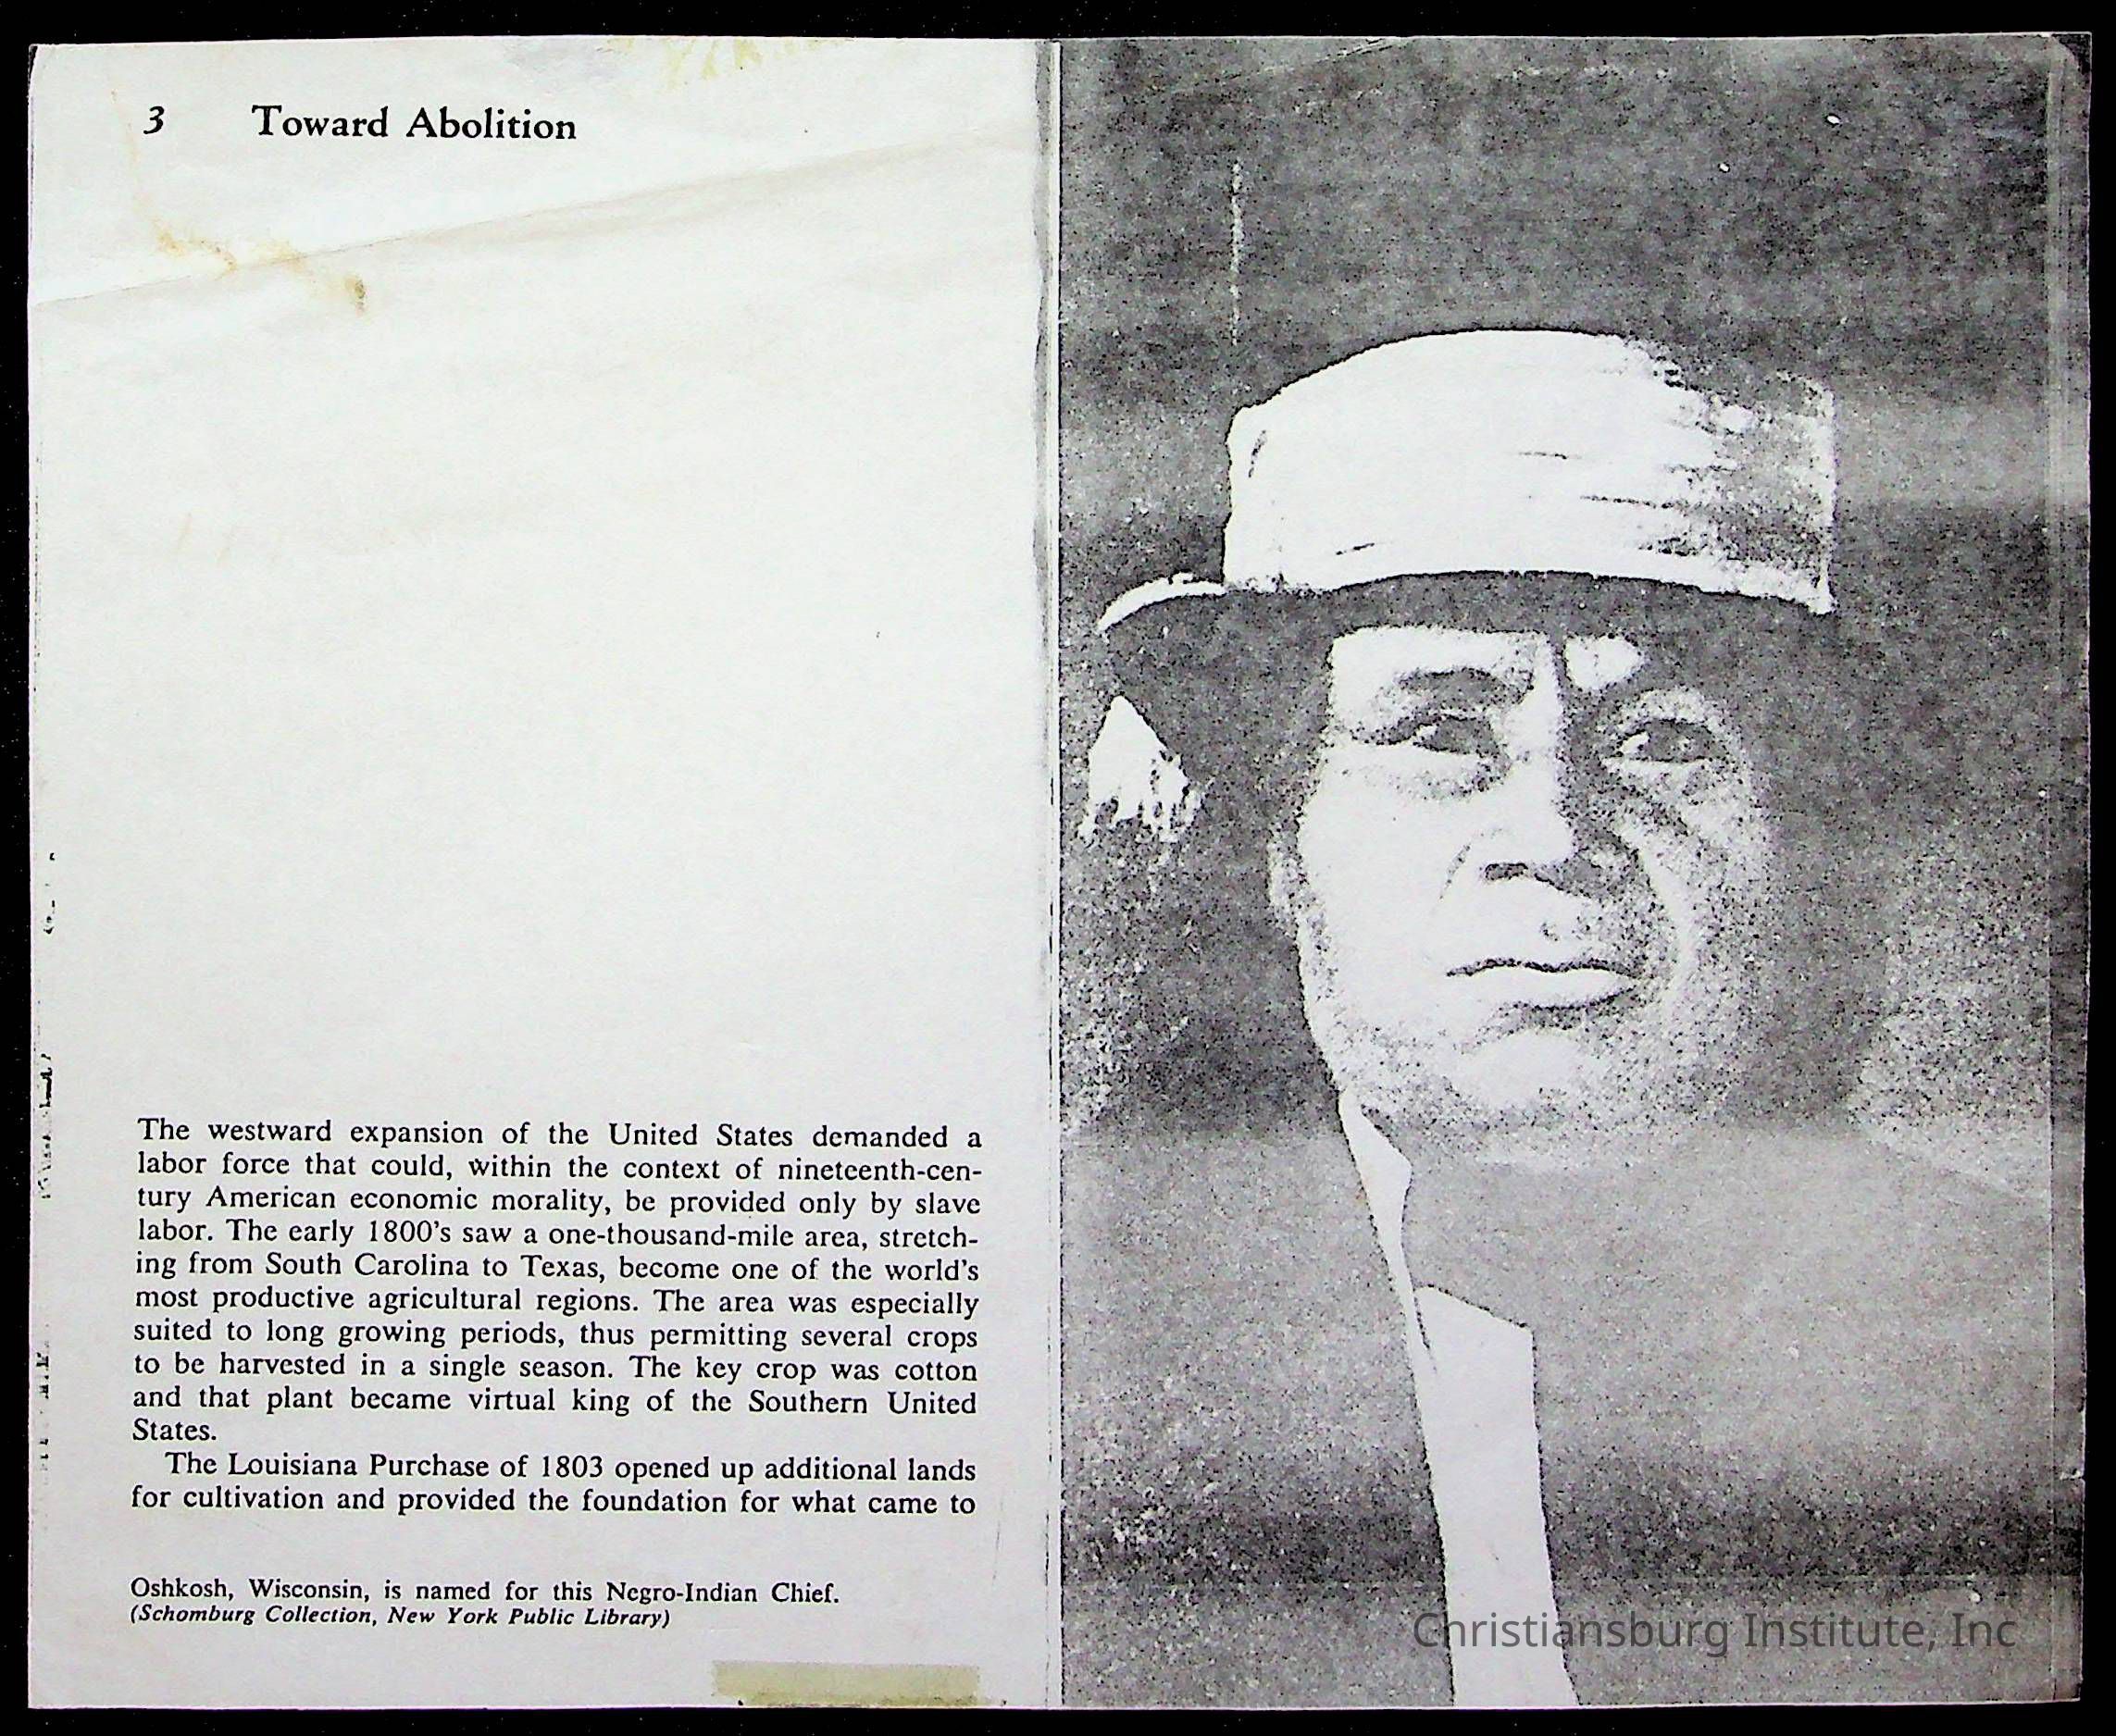 3 Toward Abolition
The westward expansion of the United States demanded a
labor force that could, within the context of nineteenth-cen-
tury American economic morality, be provided only by slave
labor. The early 1800's saw a one-thousand-mile area, stretch-
ing from South Carolina to Texas, become one of the world's
most productive agricultural regions. The area was especially
suited to long growing periods, thus permitting several crops
to be harvested in a single season. The key crop was cotton
and that plant became virtual king of the Southern United
States.
The Louisiana Purchase of 1803 opened up additional lands
for cultivation and provided the foundation for what came to
Oshkosh, Wisconsin, is named for this Negro-Indian Chief.
(Schomburg Collection, New York Public Library)
Christiansburg Institute, Inc